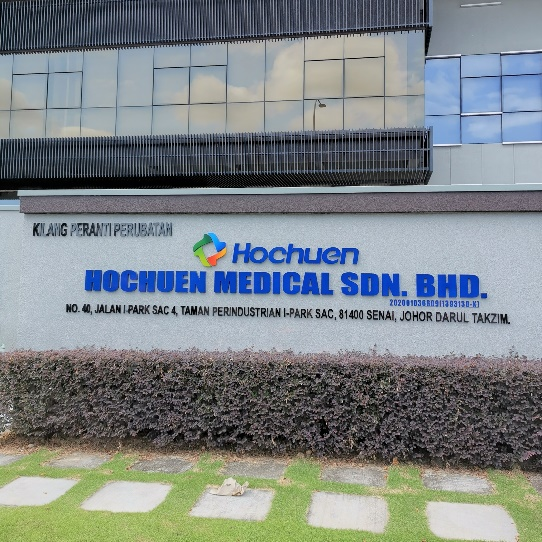 KILANG PERANTI PERUBATAN
Hochuen
HOCHUEN MEDICAL SDN. BHD.
NO. 40, JALAN I-PARK SAC 4, TAMAN PERINDUSTRIAN I-PARK SAC, 81400 SENAI, JOHOR DARUL TAKZIM.